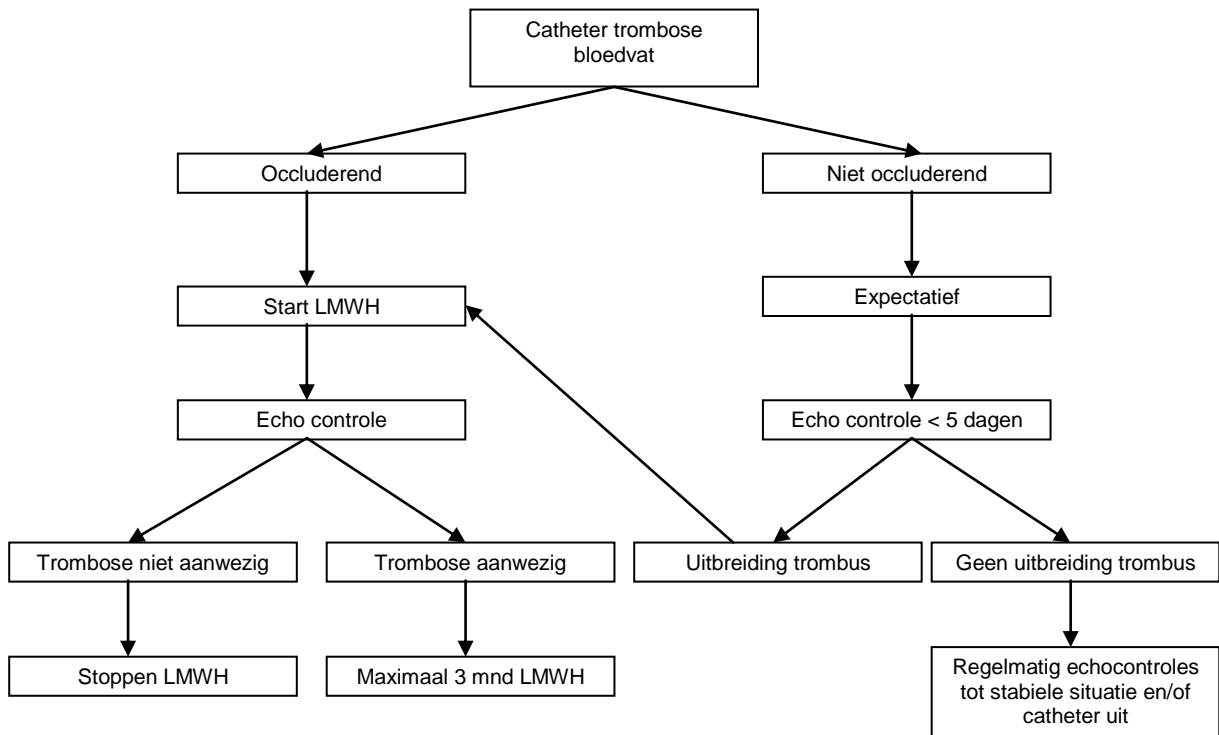 Catheter trombose
bloedvat
Occluderend
Niet occluderend
Start LMWH
Expectatief
Echo controle
Echo controle < 5 dagen
Trombose niet aanwezig
Trombose aanwezig
Uitbreiding trombus
Geen uitbreiding trombus
Stoppen LMWH
Maximaal 3 mnd LMWH
Regelmatig echocontroles
tot stabiele situatie en/of
catheter uit